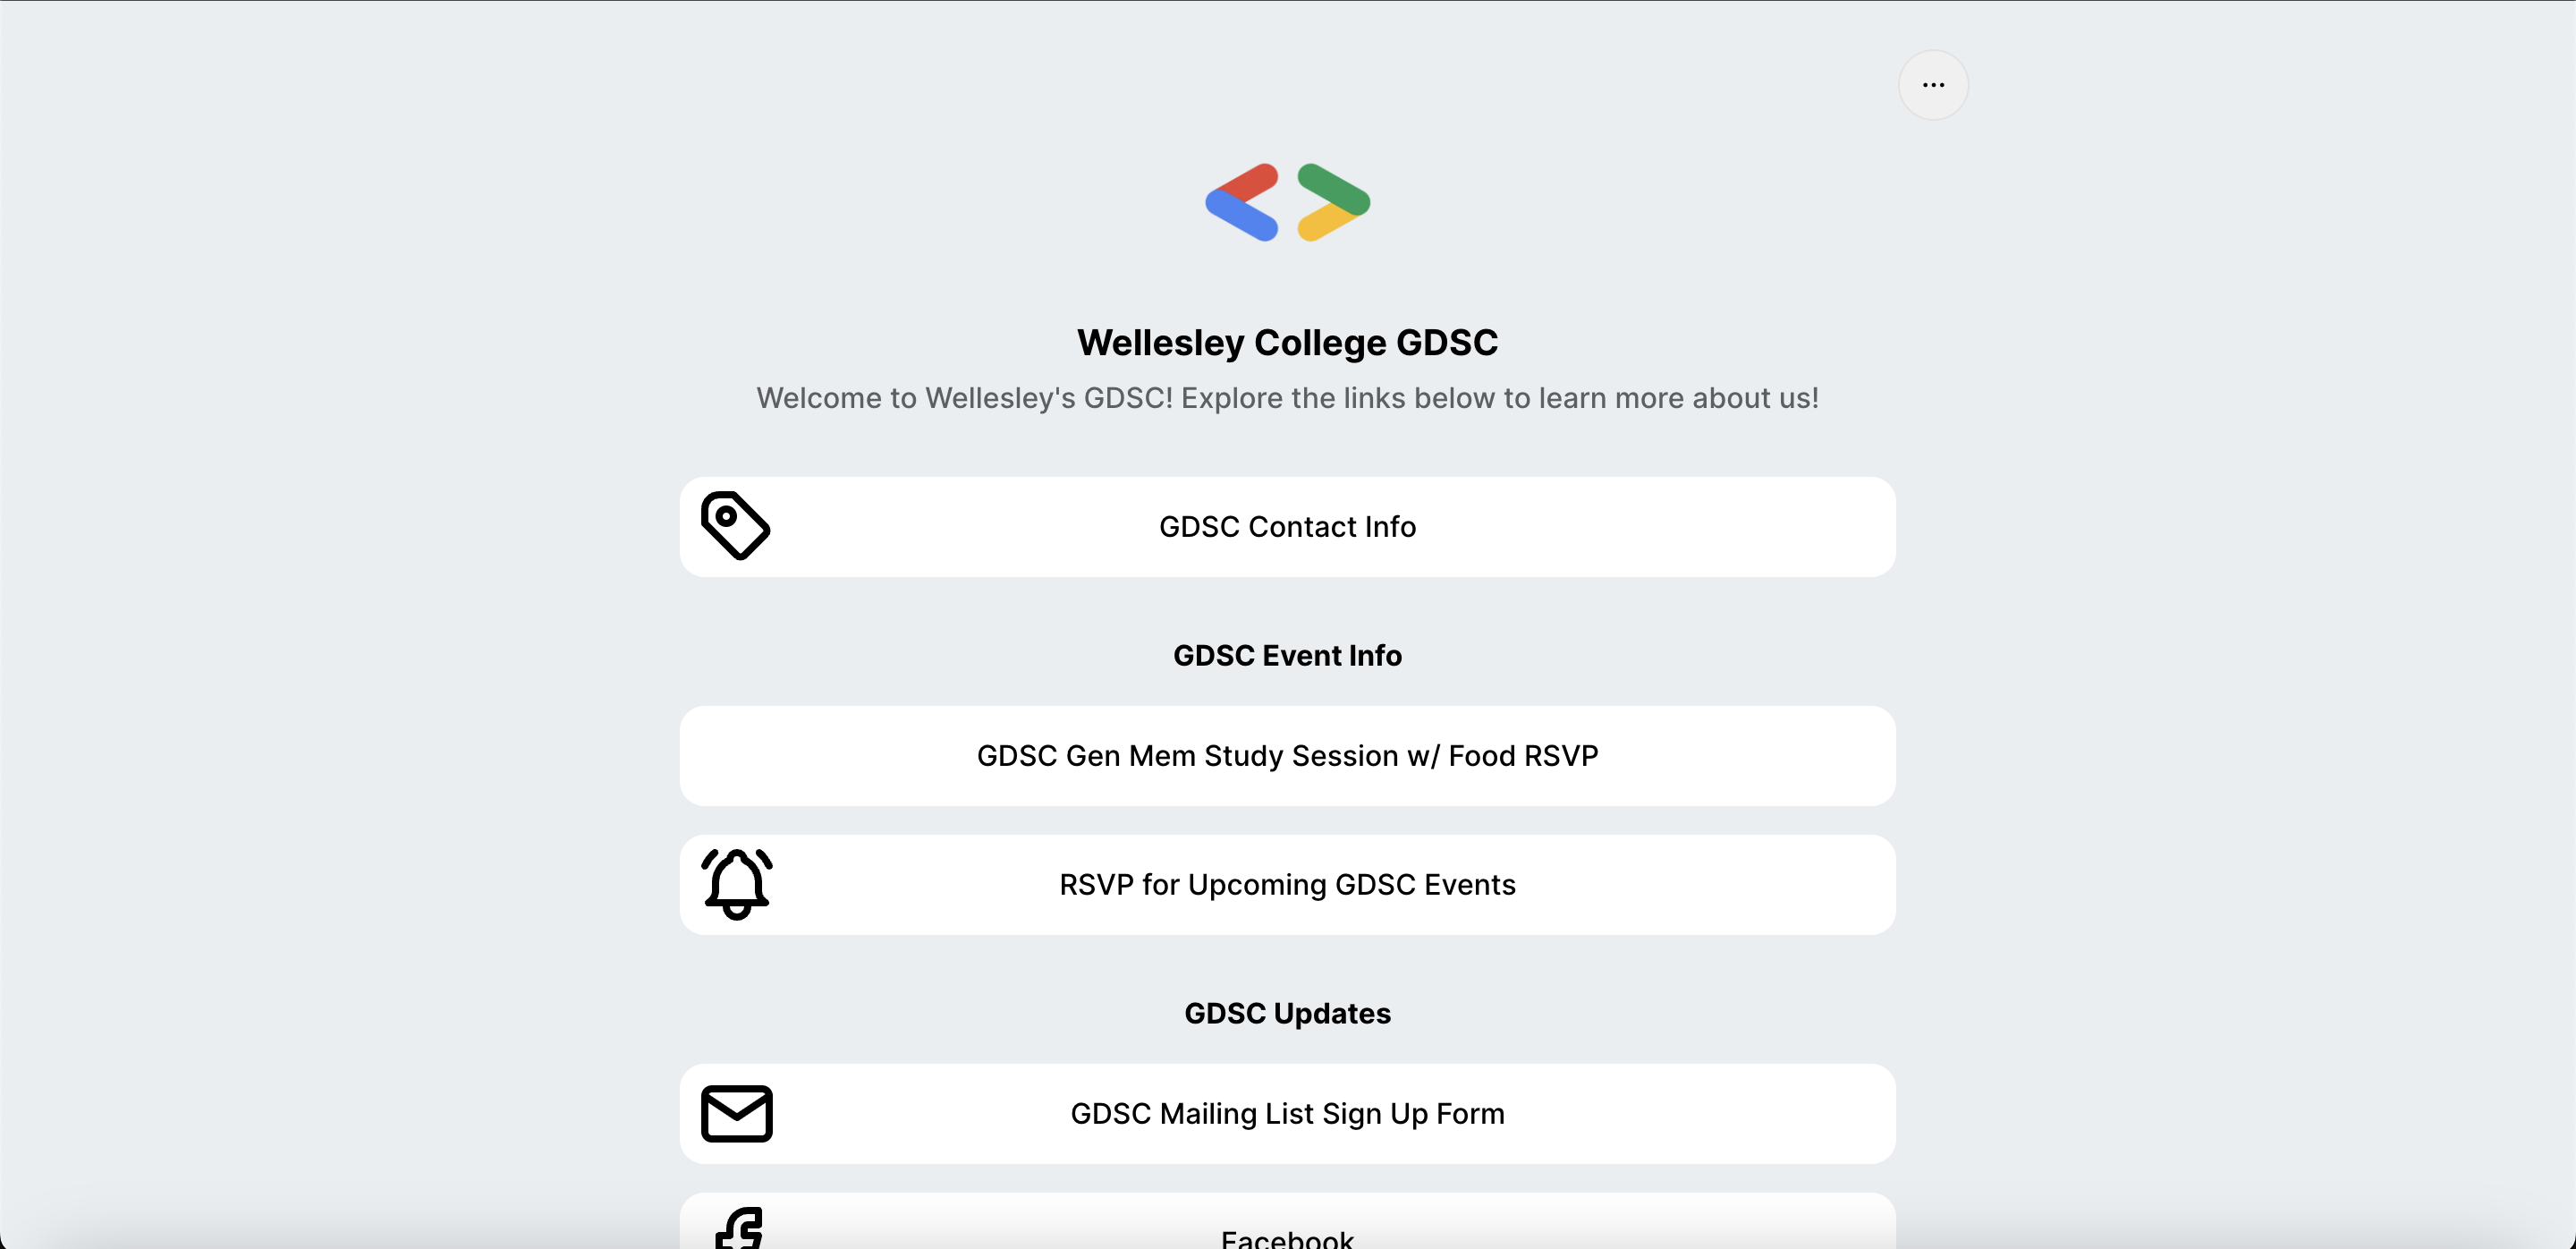 Wellesley College GDSC
Welcome to Wellesley's GDSC! Explore the links below to learn more about us!
GDSC Contact Info
GDSC Event Info
GDSC Gen Mem Study Session w/ Food RSVP
RSVP for Upcoming GDSC Events
GDSC Updates
GDSC Mailing List Sign Up Form
Facebook